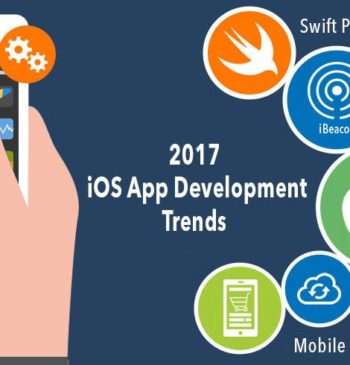 Swift P
iBeaco
2017
iOS App Development
Trends
Mobile